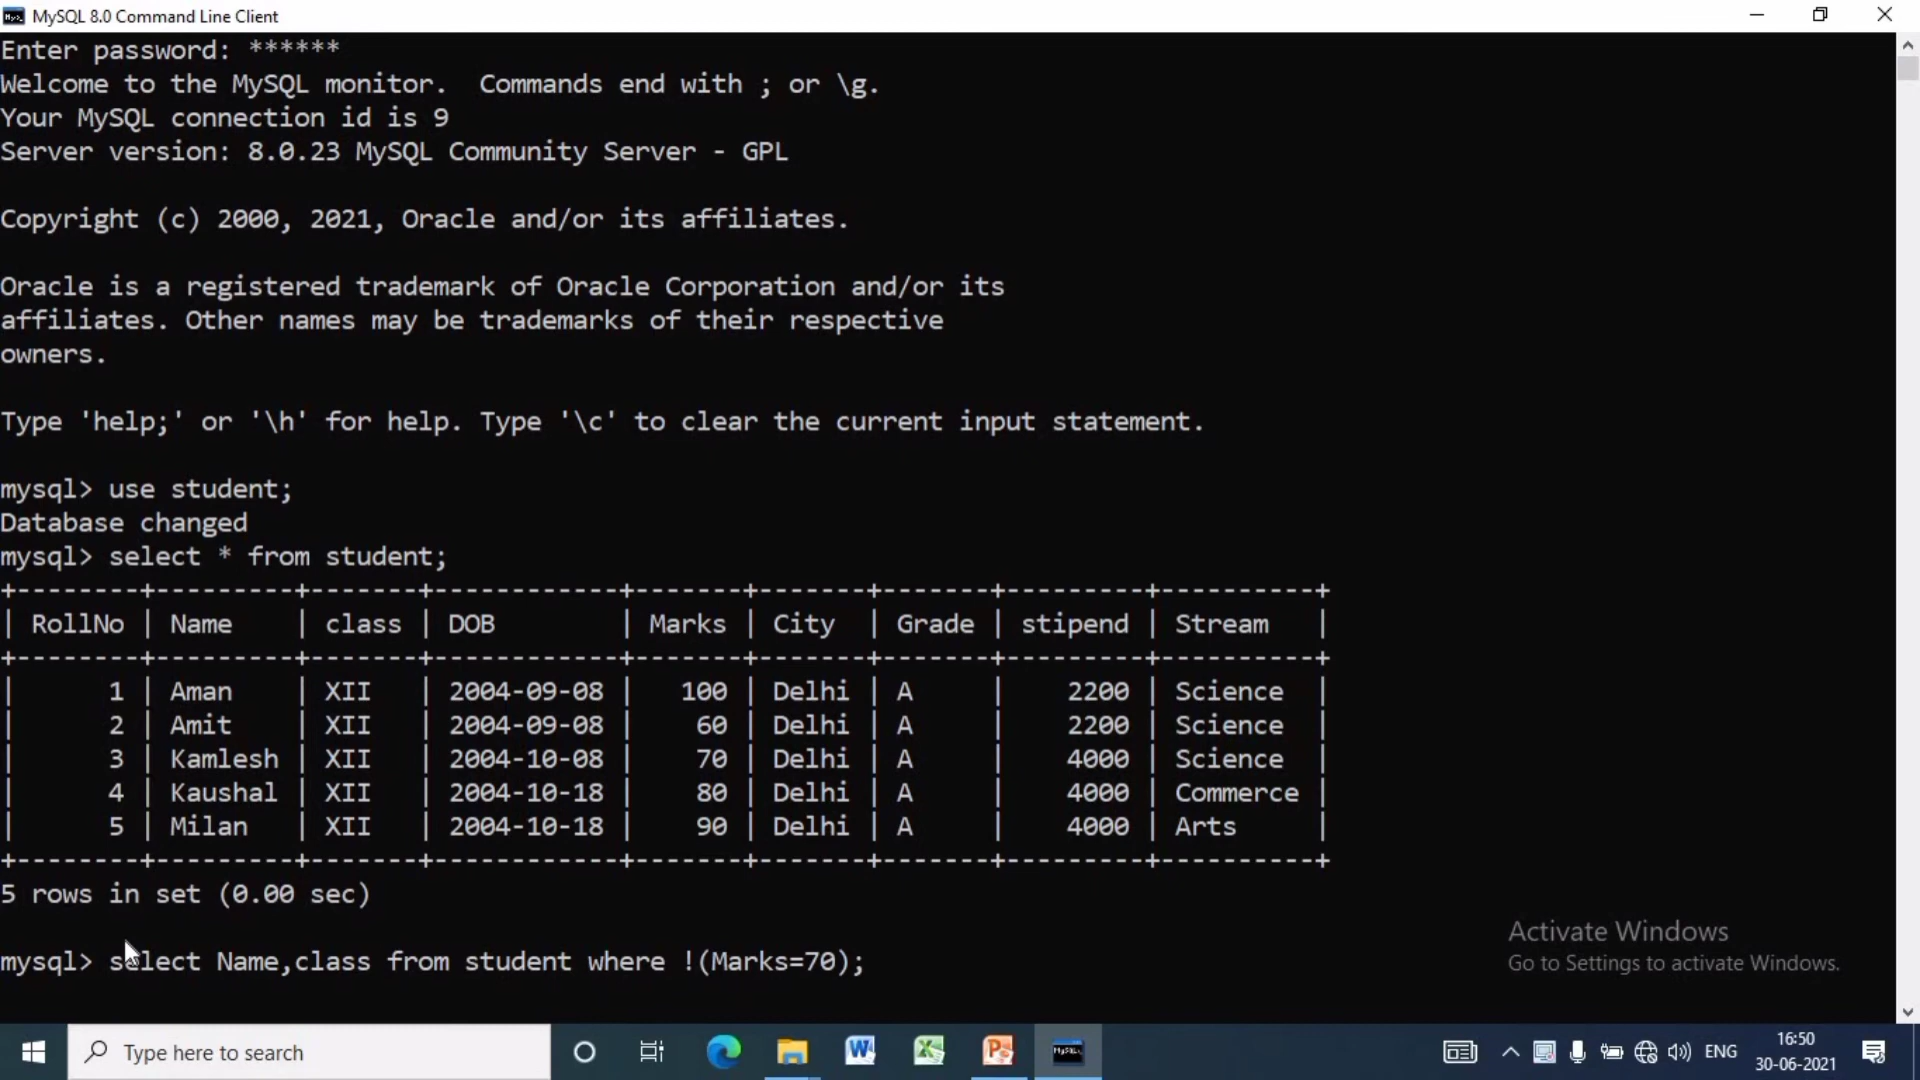 MySQL 8.0 Command Line Client
Enter password: ******
Welcome to the MySQL monitor.  Commands end with ; or \g.
Your MySQL connection id is 9
Server version: 8.0.23 MySQL Community Server - GPL
Copyright (c) 2000, 2021, Oracle and/or its affiliates.
Oracle is a registered trademark of Oracle Corporation and/or its
affiliates. Other names may be trademarks of their respective
owners.
Type 'help;' or '\h' for help. Type '\c' to clear the current input statement.
mysql> use student;
Database changed
mysql> select * from student;
+--------+---------+-------+------------+-------+-------+-------+---------+----------+
| RollNo | Name    | class | DOB        | Marks | City  | Grade | stipend | Stream   |
+--------+---------+-------+------------+-------+-------+-------+---------+----------+
|      1 | Aman    | XII   | 2004-09-08 |   100 | Delhi | A     |    2200 | Science  |
|      2 | Amit    | XII   | 2004-09-08 |    60 | Delhi | A     |    2200 | Science  |
|      3 | Kamlesh | XII   | 2004-10-08 |    70 | Delhi | A     |    4000 | Science  |
|      4 | Kaushal | XII   | 2004-10-18 |    80 | Delhi | A     |    4000 | Commerce |
|      5 | Milan   | XII   | 2004-10-18 |    90 | Delhi | A     |    4000 | Arts     |
+--------+---------+-------+------------+-------+-------+-------+---------+----------+
5 rows in set (0.00 sec)
mysql> select Name,class from student where !(Marks=70);
Activate Windows
Go to Settings to activate Windows.
Type here to search
ENG
16:50
30-06-2021